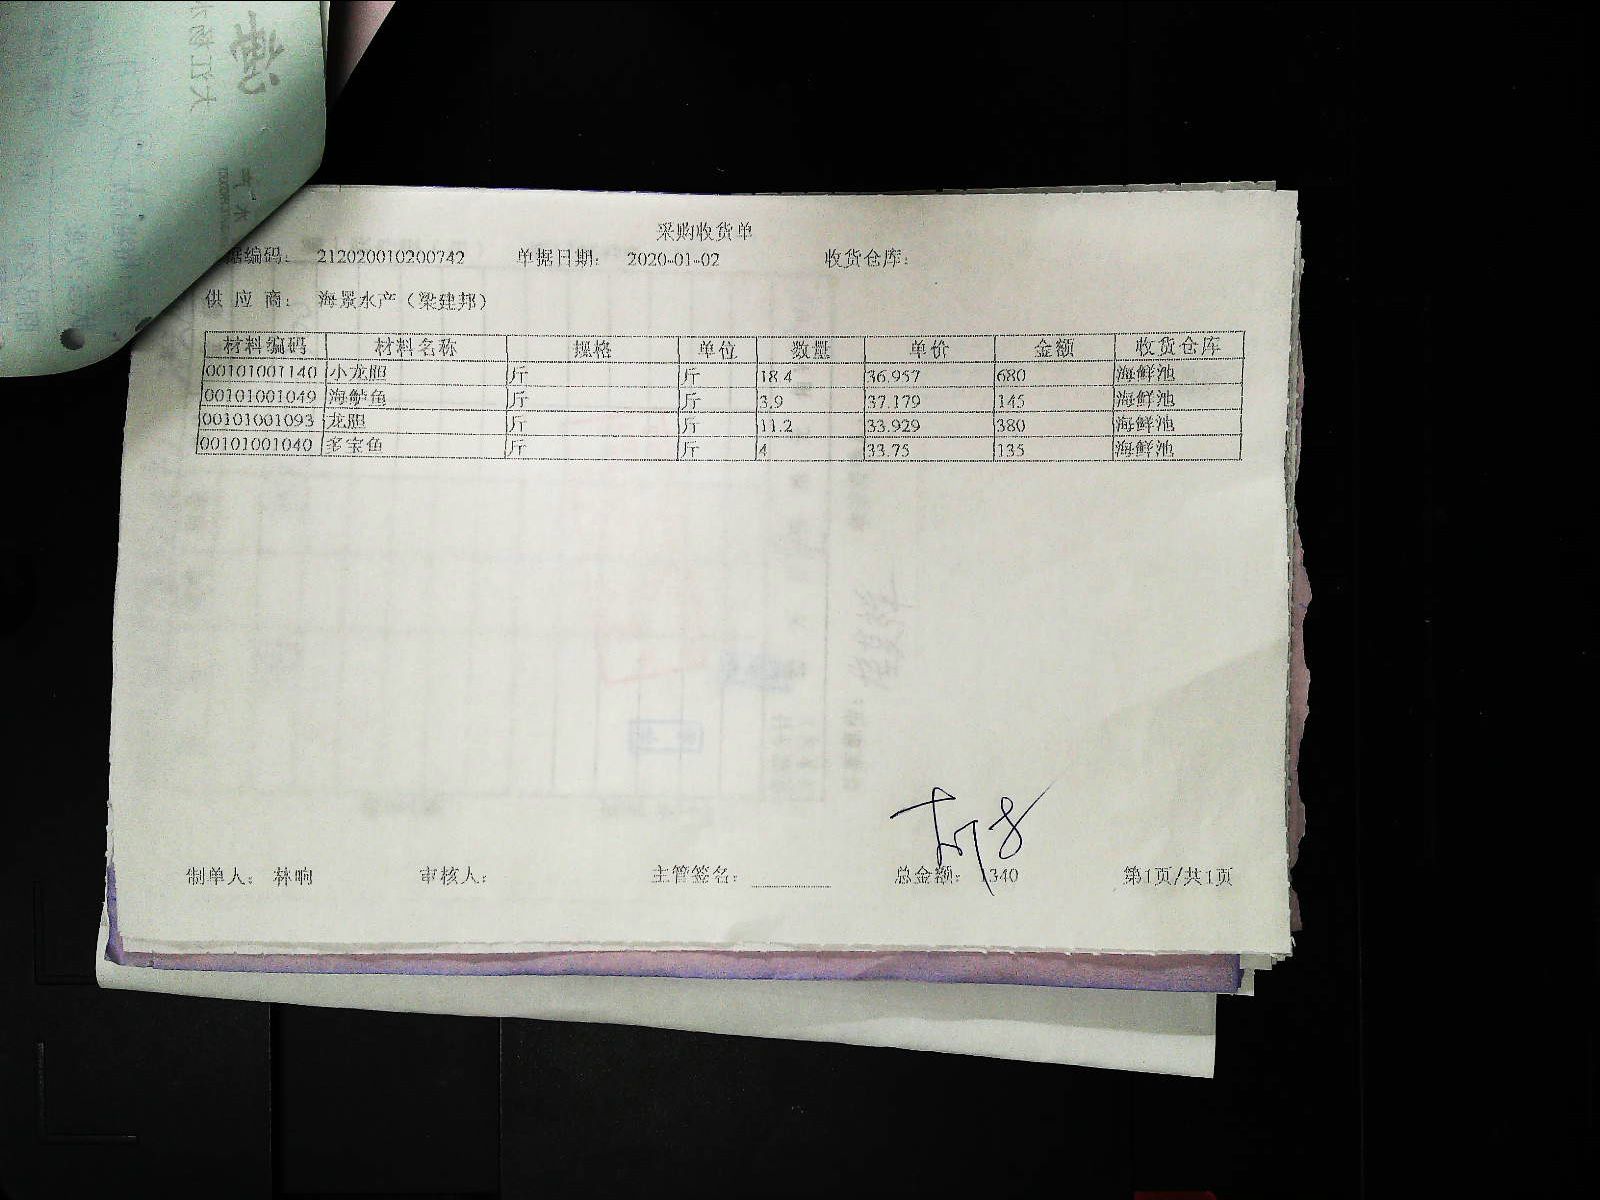 采购收货单
据编码： 212020010200742 单据日期： 2020-01-02 收货仓库：
供 应 商： 海景水产（梁建邦）
材料编码 材料名称 规格 单位 数量 单价 金额 收货仓库
00101001140 小龙胆 斤 斤 18.4 36.957 680 海鲜池
00101001049 海鲈鱼 斤 斤 3.9 37.179 145 海鲜池
00101001093 龙胆 斤 斤 11.2 33.929 380 海鲜池
00101001040 多宝鱼 斤 斤 4 33.75 135 海鲜池
制单人： 林晌 审核人： 主管签名： 总金额： 1340 第1页/共1页